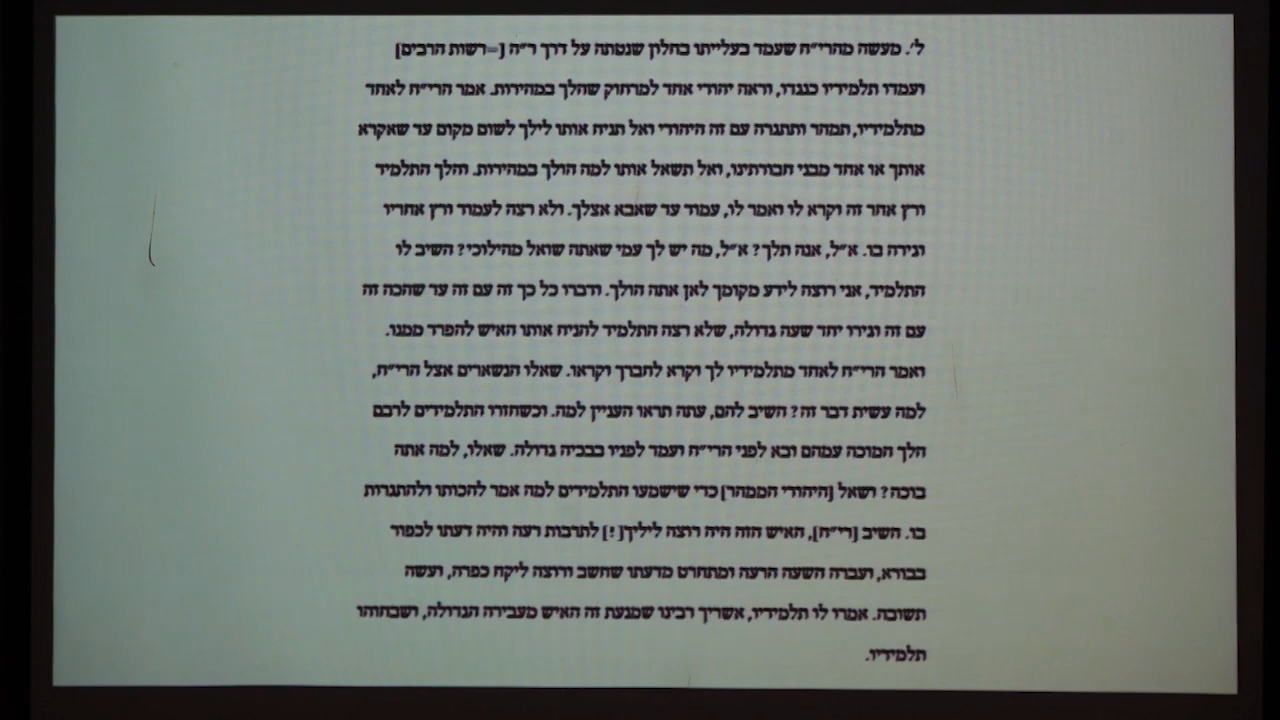 ל׳. מעשה מהרי״ח שעמד בעלייתו בחלון שנטתה על דרך ר״ה [=רשות הרבים]
ועמדו תלמידיו כנגדו, וראה יהודי אחד למרחוק שהלך במהירות. אמר הרי״ח לאחד
מתלמידיו, תמהר ותתגרה עם זה היהודי ואל תניח אותו לילך לשום מקום עד שאקרא
אותך או אחד מבני חבורתינו, ואל תשאל אותו למה הולך במהירות. והלך התלמיד
ורץ אחר זה וקרא לו ואמר לו, עמוד עד שאבא אצלך. ולא רצה לעמוד ורץ אחריו
וגירה בו. א״ל, אנה תלך? א״ל, מה יש לך עמי שאתה שואל מהילוכי? השיב לו
התלמיד, אני רוצה לידע מקומך לאן אתה הולך. ודברו כל כך זה עם זה עד שהכה זה
עם זה וגירו יחד שעה גדולה, שלא רצה התלמיד להניח אותו האיש להפרד ממנו.
ואמר הרי״ח לאחד מתלמידיו לך וקרא לחברך וקראו. שאלו הנשארים אצל הרי״ח,
למה עשית דבר זה? השיב להם, עתה תראו העניין למה. וכשחזרו התלמידים לרבם
הלך המוכה עמהם ובא לפני הרי״ח ועמד לפניו בבכיה גדולה. שאלו, למה אתה
בוכה? ושאל [היהודי הממהר] כדי שישמעו התלמידים למה אמר להכותו ולהתגרות
בו. השיב [רי״ח], האיש הזה היה רוצה ליליך[!] לתרבות רעה והיה דעתו לכפור
בבורא, ועברה השעה הרעה ומתחרט מדעתו שחשב ורוצה ליקח כפרה, ועשה
תשובה. אמרו לו תלמידיו, אשריך רבינו שמנעת זה האיש מעבירה הגדולה, ושבחוהו
תלמידיו.